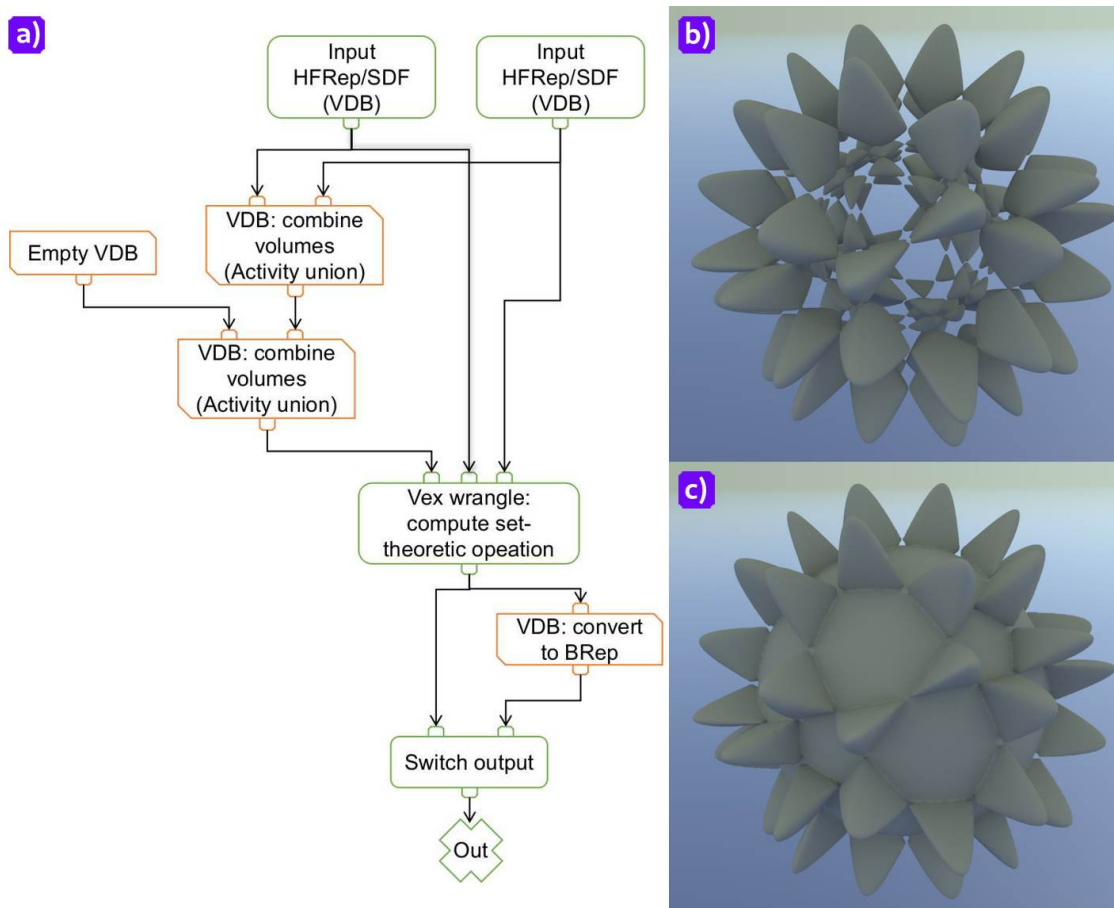 a)
Input
HFRep/SDF
(VDB)
Input
HFRep/SDF
(VDB)
VDB: combine
volumes
(Activity union)
Empty VDB
VDB: combine
volumes
(Activity union)
Vex wrangle:
compute set-
theoretic opeation
VDB: convert
to BRep
Switch output
Out
b)
c)